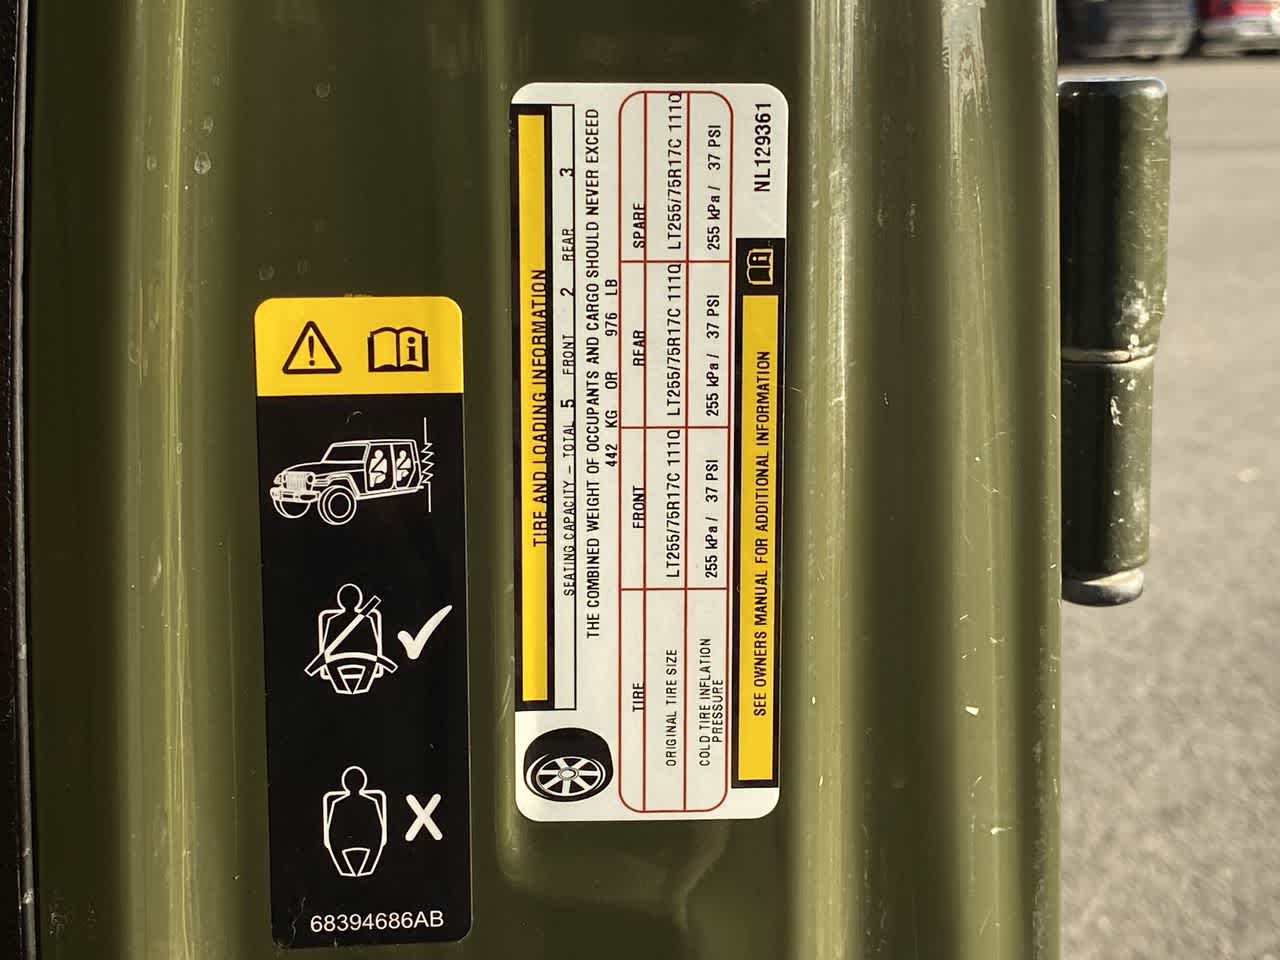 TIRE AND LOADING INFORMATION
SEATING CAPACITY – TOTAL 5 FRONT 2 REAR 3
THE COMBINED WEIGHT OF OCCUPANTS AND CARGO SHOULD NEVER EXCEED
442 KG OR 976 LB
TIRE FRONT REAR SPARE
ORIGINAL TIRE SIZE LT255/75R17C 111Q LT255/75R17C 111Q LT255/75R17C 111Q
COLD TIRE INFLATION
PRESSURE 255 kPa / 37 PSI 255 kPa / 37 PSI 255 kPa / 37 PSI
SEE OWNERS MANUAL FOR ADDITIONAL INFORMATION
NL129361
68394686AB